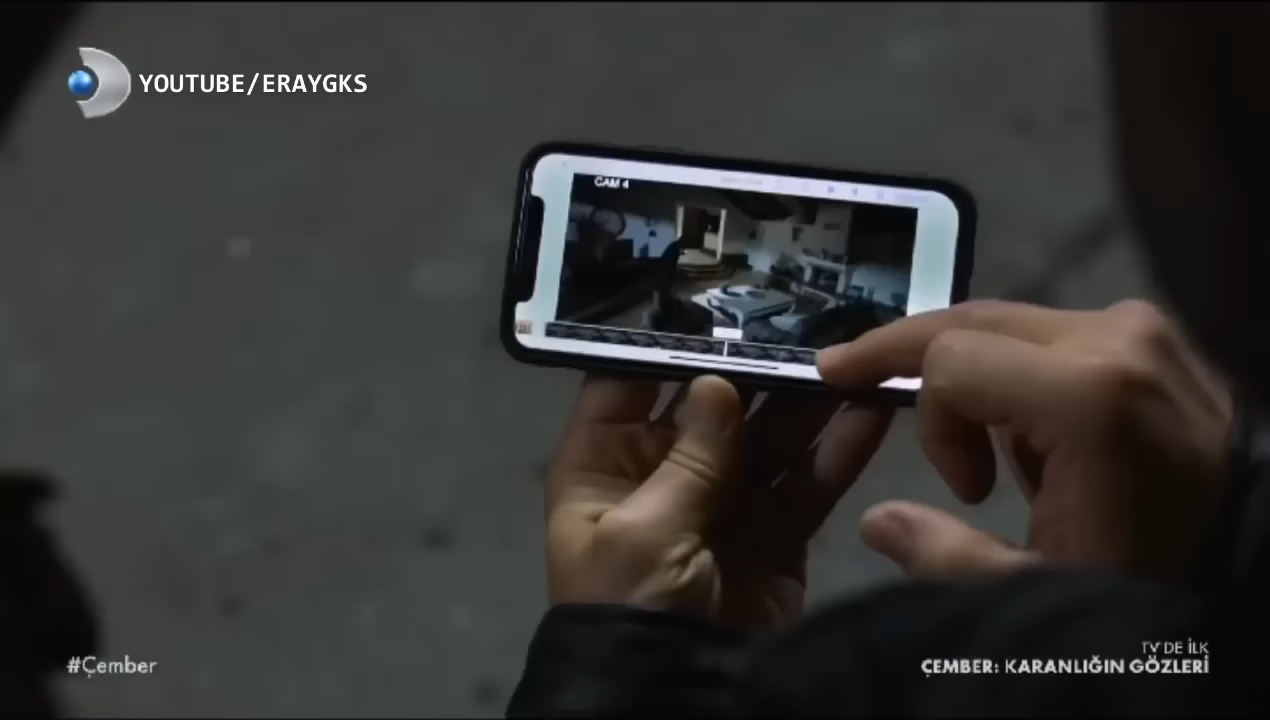 YOUTUBE/ERAYGKS
CAM 4
#Çember
TV'DE İLK
ÇEMBER: KARANLIĞIN GÖZLERİ